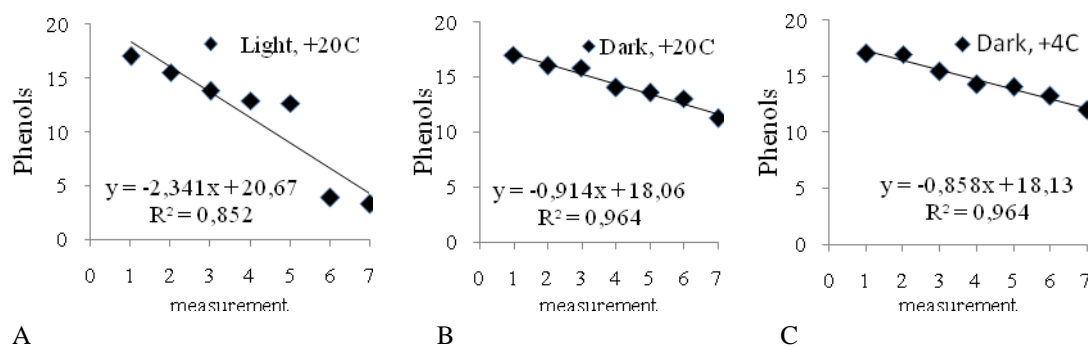 20
15
10
5
0
Phenols
Light, +20C
y = -2,341x + 20,67
R² = 0,852
0 1 2 3 4 5 6 7
measurement
A
20
15
10
5
0
Phenols
Dark, +20C
y = -0,914x + 18,06
R² = 0,964
0 1 2 3 4 5 6 7
measurement
B
20
15
10
5
0
Phenols
Dark, +4C
y = -0,858x + 18,13
R² = 0,964
0 1 2 3 4 5 6 7
measurement
C